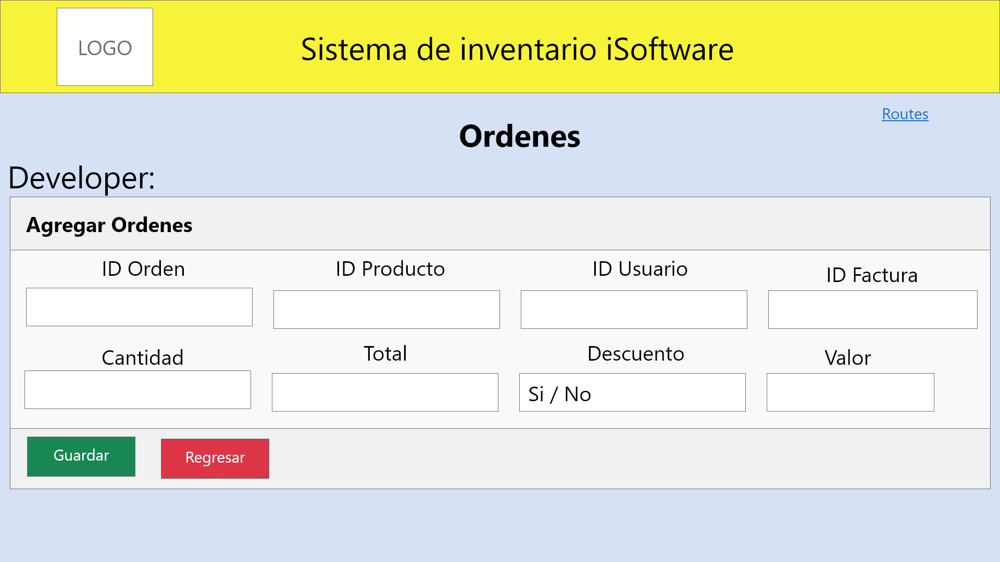 LOGO
Sistema de inventario iSoftware
Routes
Ordenes
Developer:
Agregar Ordenes
ID Orden
ID Producto
ID Usuario
ID Factura
Cantidad
Total
Descuento
Valor
Si / No
Guardar
Regresar